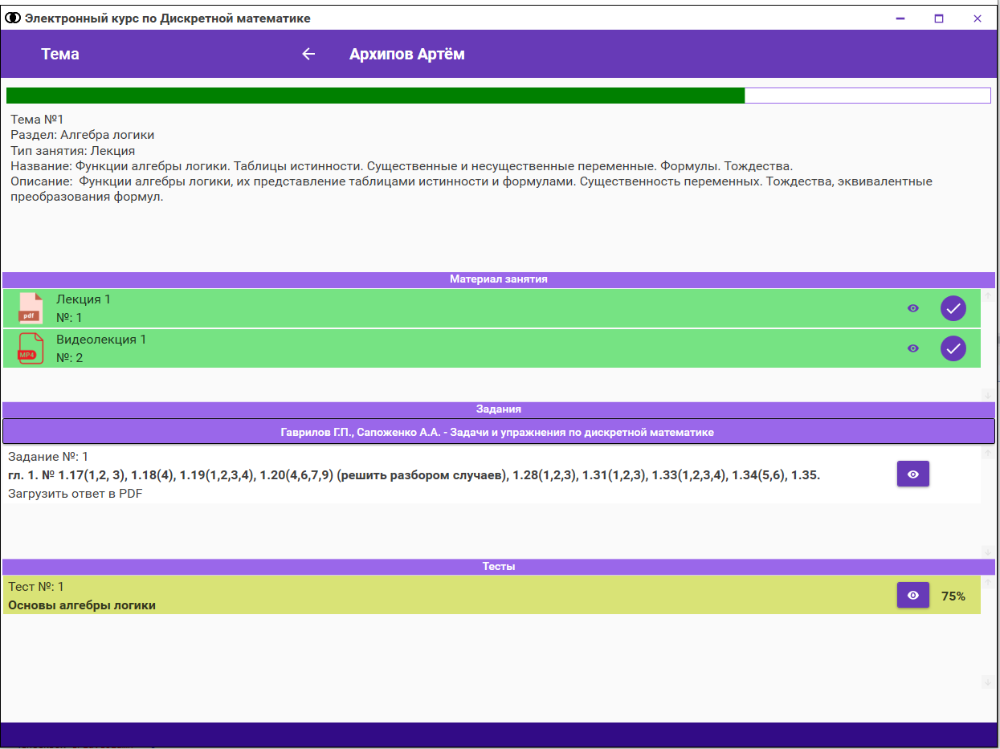 Электронный курс по Дискретной математике
Тема
Архипов Артём
Тема №1
Раздел: Алгебра логики
Тип занятия: Лекция
Название: Функции алгебры логики. Таблицы истинности. Существенные и несущественные переменные. Формулы. Тождества.
Описание:  Функции алгебры логики, их представление таблицами истинности и формулами. Существенность переменных. Тождества, эквивалентные
преобразования формул.
Материал занятия
pdf
Лекция 1
№: 1
MP4
Видеолекция 1
№: 2
Задания
Гаврилов Г.П., Сапоженко А.А. - Задачи и упражнения по дискретной математике
Задание №: 1
гл. 1. № 1.17(1,2, 3), 1.18(4), 1.19(1,2,3,4), 1.20(4,6,7,9) (решить разбором случаев), 1.28(1,2,3), 1.31(1,2,3), 1.33(1,2,3,4), 1.34(5,6), 1.35.
Загрузить ответ в PDF
Тесты
Тест №: 1
Основы алгебры логики
75%